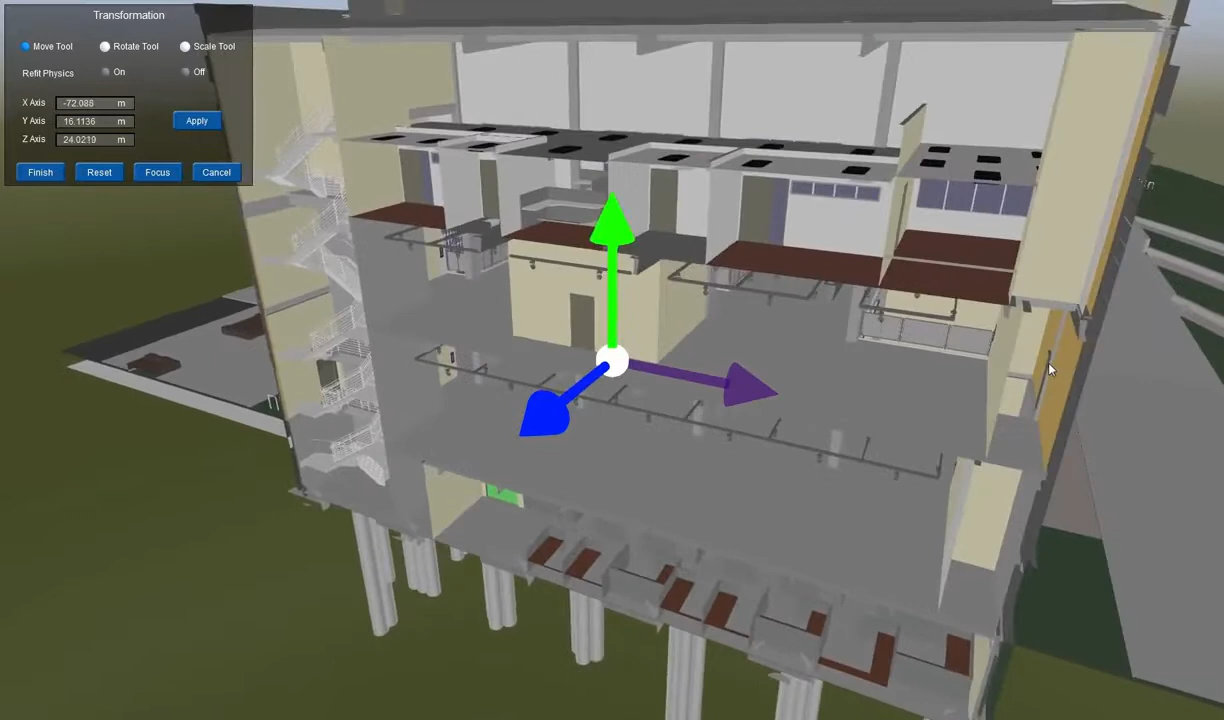 Transformation
Move Tool Rotate Tool Scale Tool
Refit Physics On Off
X Axis -72.088 m
Y Axis 16.1136 m
Apply
Z Axis 24.0219 m
Finish Reset Focus Cancel